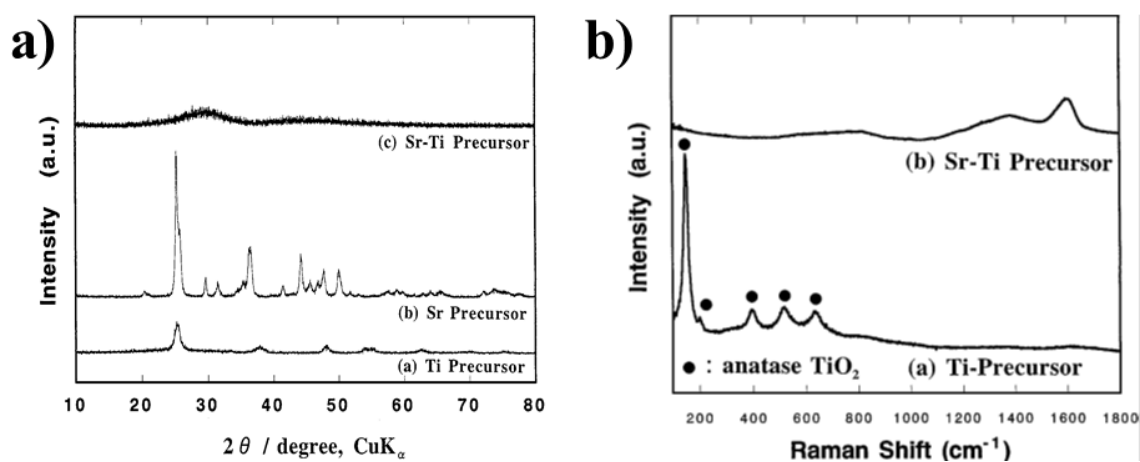 a)
Intensity (a.u.)
(c) Sr-Ti Precursor
(b) Sr Precursor
(a) Ti Precursor
10 20 30 40 50 60 70 80
2θ / degree, CuKα
b)
Intensity (a.u.)
(b) Sr-Ti Precursor
● : anatase TiO₂
(a) Ti-Precursor
200 400 600 800 1000 1200 1400 1600 1800
Raman Shift (cm⁻¹)